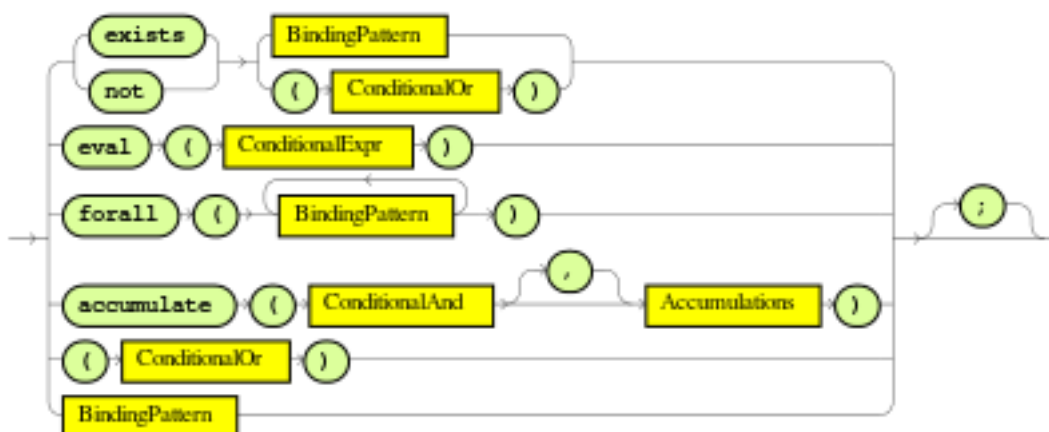 exists BindingPattern
not ( ConditionalOr )
eval ( ConditionalExpr )
forall ( BindingPattern )
;
,
accumulate ( ConditionalAnd Accumulations )
( ConditionalOr )
BindingPattern